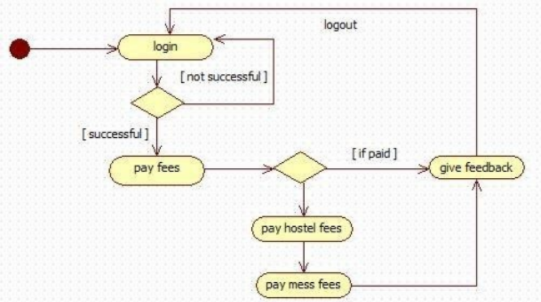 logout
login
[ not successful ]
[ successful ]
pay fees
[ if paid ]
give feedback
pay hostel fees
pay mess fees